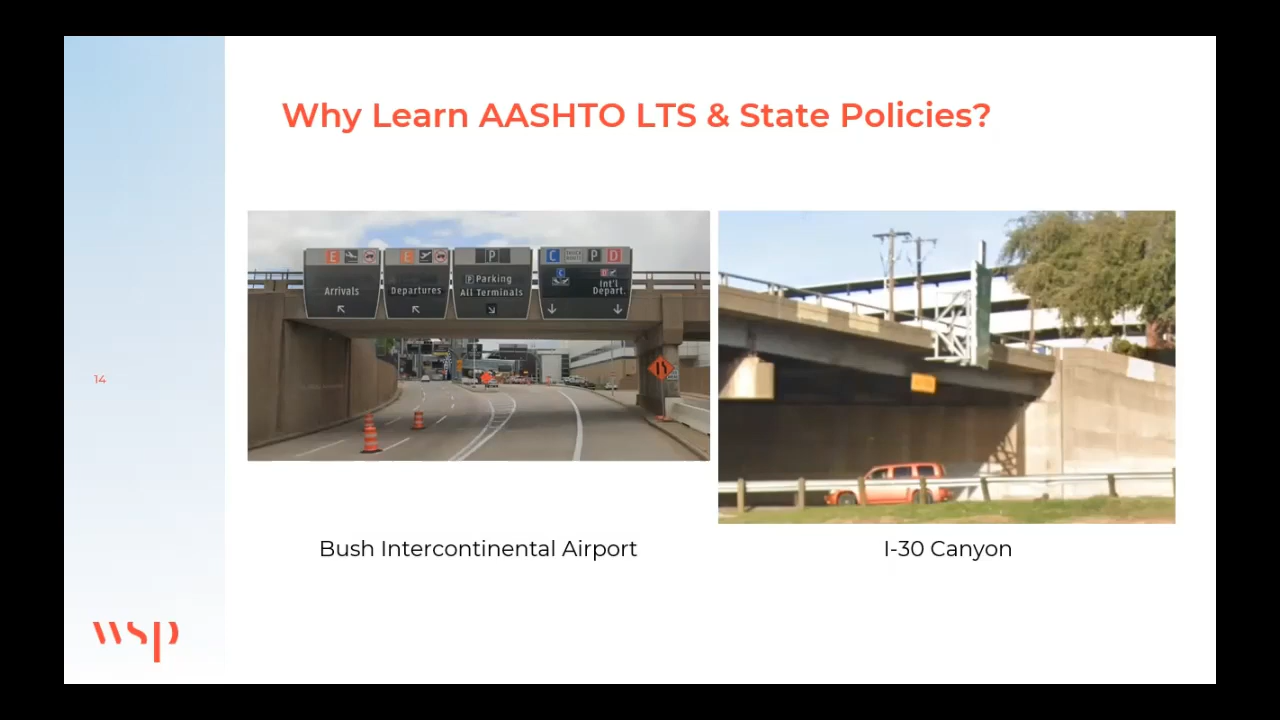 Why Learn AASHTO LTS & State Policies?
E
E
P
C
P D
Arrivals
Departures
P Parking
All Terminals
C
D
Int'l
Depart.
14
Bush Intercontinental Airport
I-30 Canyon
wsp